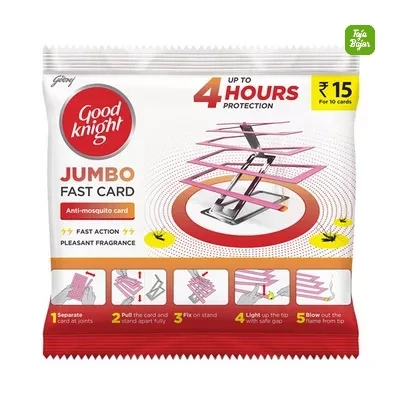 Taja
Bajar
Godrej
Good
knight
UP TO
4 HOURS
PROTECTION
₹ 15
For 10 cards
JUMBO
FAST CARD
Anti-mosquito card
FAST ACTION
PLEASANT FRAGRANCE
1 Separate
card at joints
2 Pull the card and
stand apart fully
3 Fix on stand
4 Light up the tip
with safe gap
5 Blow out the
flame from tip